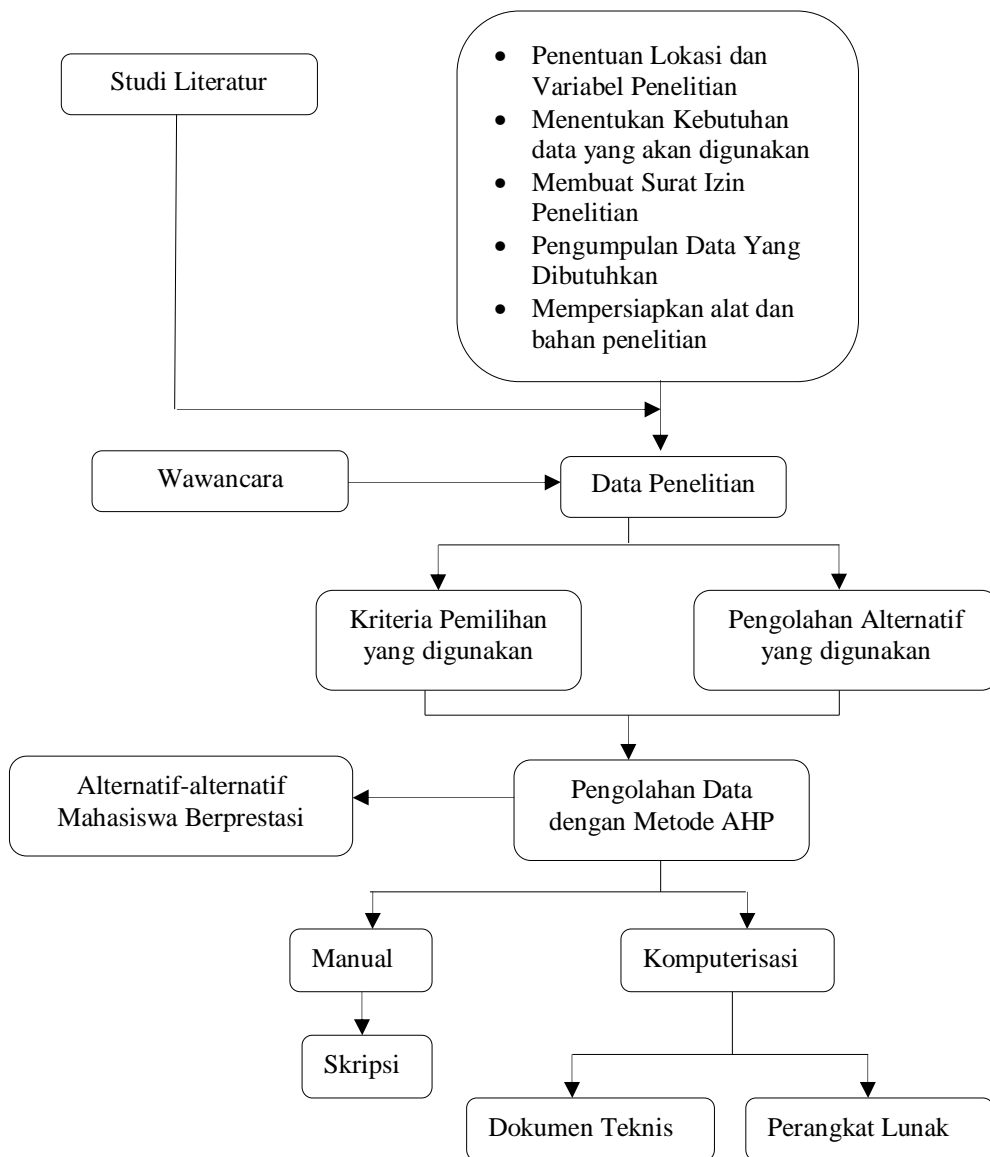 Studi Literatur
• Penentuan Lokasi dan
Variabel Penelitian
• Menentukan Kebutuhan
data yang akan digunakan
• Membuat Surat Izin
Penelitian
• Pengumpulan Data Yang
Dibutuhkan
• Mempersiapkan alat dan
bahan penelitian
Wawancara
Data Penelitian
Kriteria Pemilihan
yang digunakan
Pengolahan Alternatif
yang digunakan
Alternatif-alternatif
Mahasiswa Berprestasi
Pengolahan Data
dengan Metode AHP
Manual
Komputerisasi
Skripsi
Dokumen Teknis
Perangkat Lunak